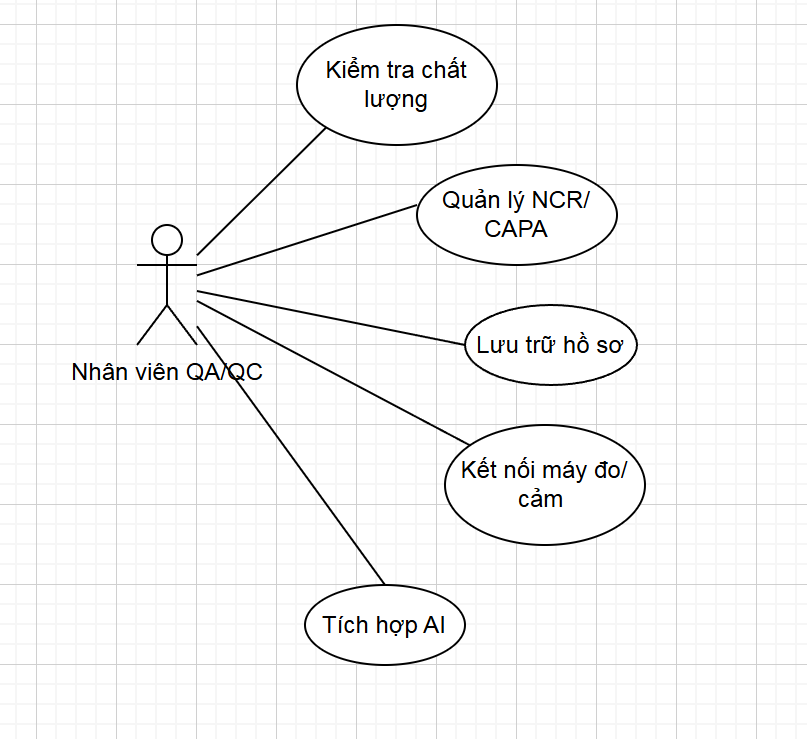 Kiểm tra chất
lượng
Quản lý NCR/
CAPA
Lưu trữ hồ sơ
Nhân viên QA/QC
Kết nối máy đo/
cảm
Tích hợp AI